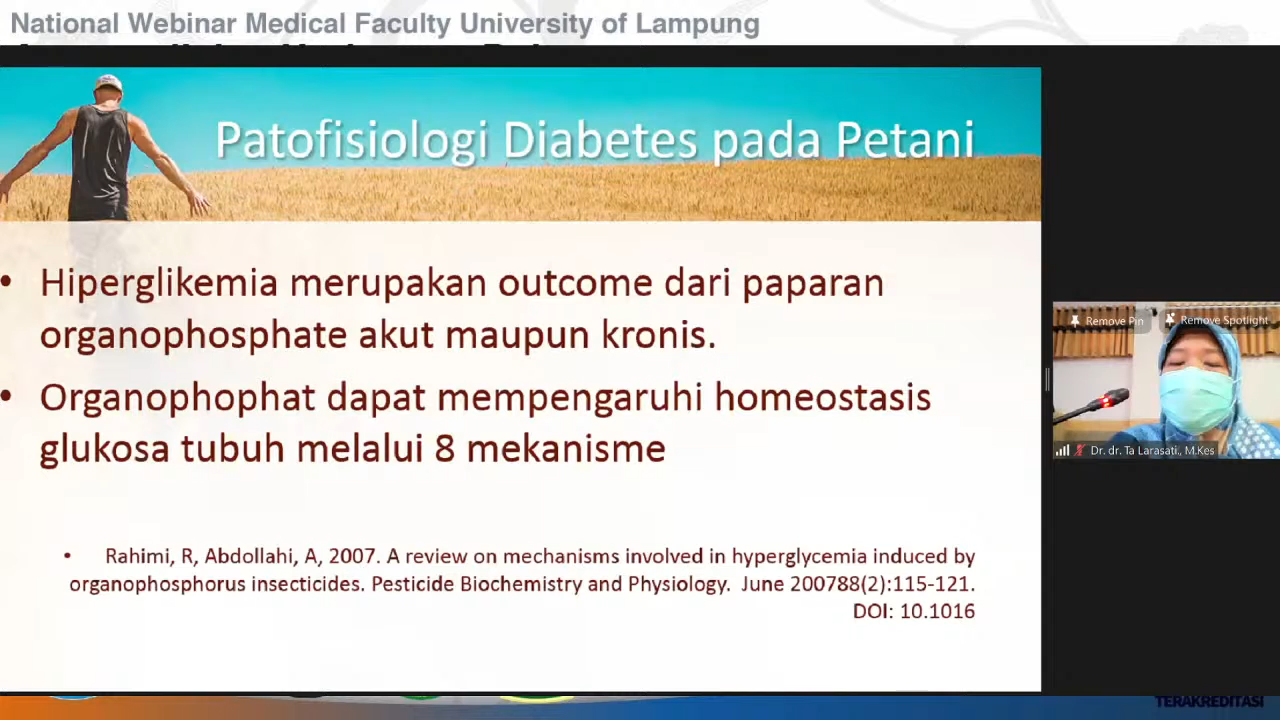 National Webinar Medical Faculty University of Lampung
Patofisiologi Diabetes pada Petani
• Hiperglikemia merupakan outcome dari paparan
organophosphate akut maupun kronis.
• Organophophat dapat mempengaruhi homeostasis
glukosa tubuh melalui 8 mekanisme
• Rahimi, R, Abdollahi, A, 2007. A review on mechanisms involved in hyperglycemia induced by
organophosphorus insecticides. Pesticide Biochemistry and Physiology. June 200788(2):115-121.
DOI: 10.1016
Remove Pin
Remove Spotlight
Dr. dr. Ta Larasati., M.Kes
TERAKREDITASI